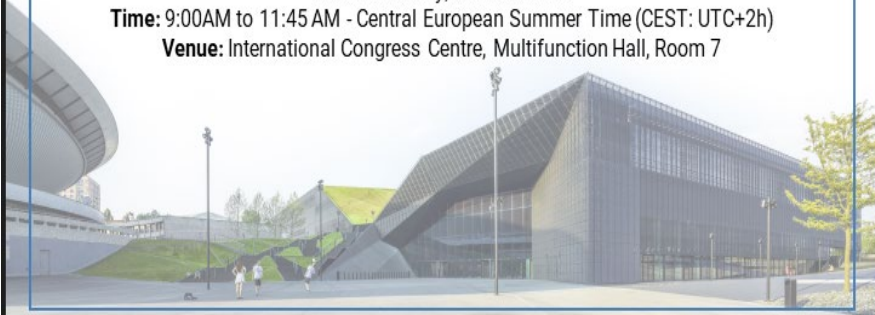 Time: 9:00AM to 11:45 AM - Central European Summer Time (CEST: UTC+2h)
Venue: International Congress Centre, Multifunction Hall, Room 7